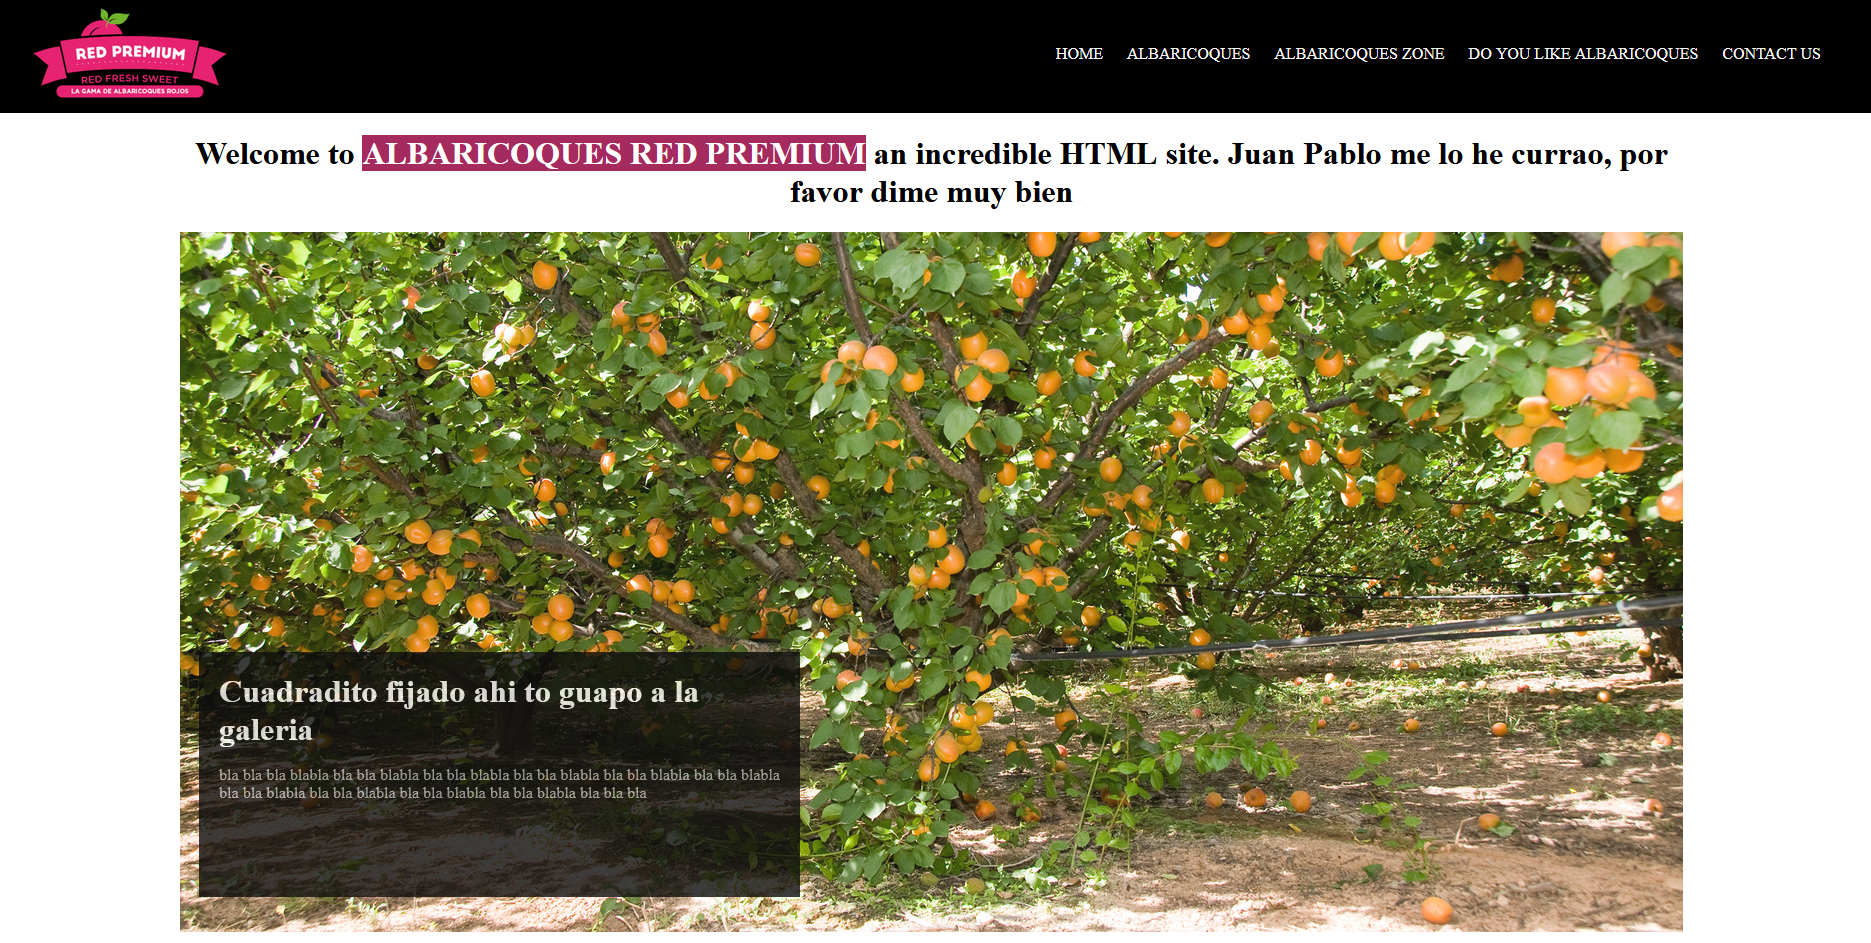 RED PREMIUM
RED FRESH SWEET
LA GAMA DE ALBARICOQUES ROJOS
HOME ALBARICOQUES ALBARICOQUES ZONE DO YOU LIKE ALBARICOQUES CONTACT US
Welcome to ALBARICOQUES RED PREMIUM an incredible HTML site. Juan Pablo me lo he currao, por
favor dime muy bien
Cuadradito fijado ahi to guapo a la
galeria
bla bla bla blabla bla bla blabla bla bla blabla bla bla blabla bla bla blabla bla bla blabla
bla bla blabla bla bla blabla bla bla blabla bla bla blabla bla bla bla